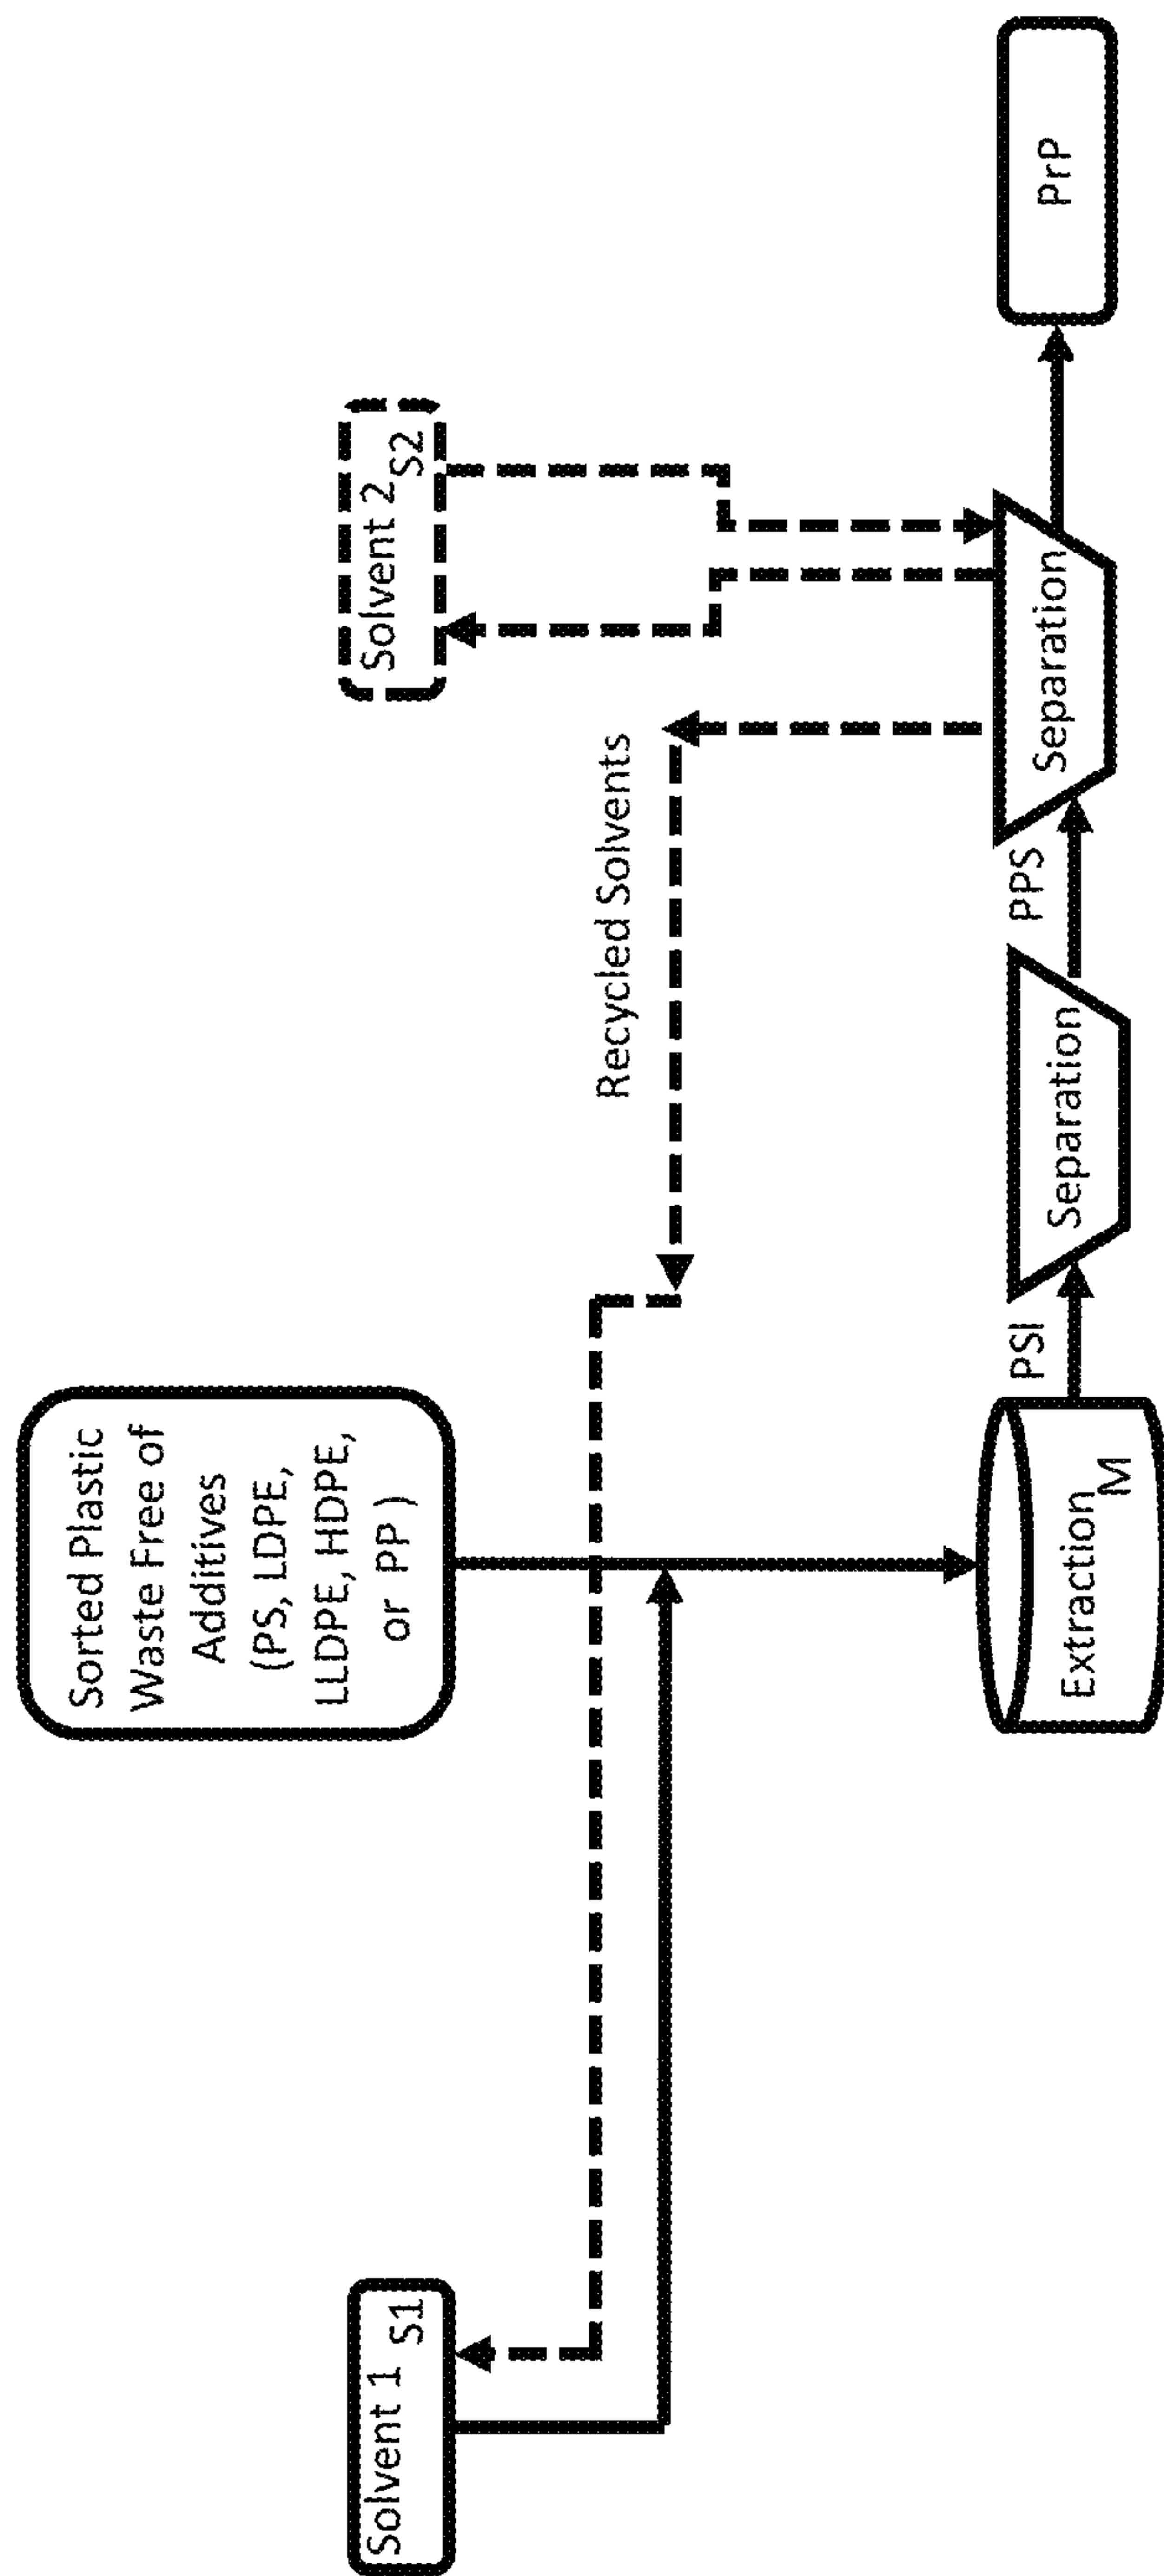 Sorted Plastic
Waste Free of
Additives
(PS, LDPE,
LLDPE, HDPE,
or PP )
Solvent 1
S1
Solvent 2
S2
Recycled Solvents
Extraction
M
PSI
Separation
PPS
Separation
PrP